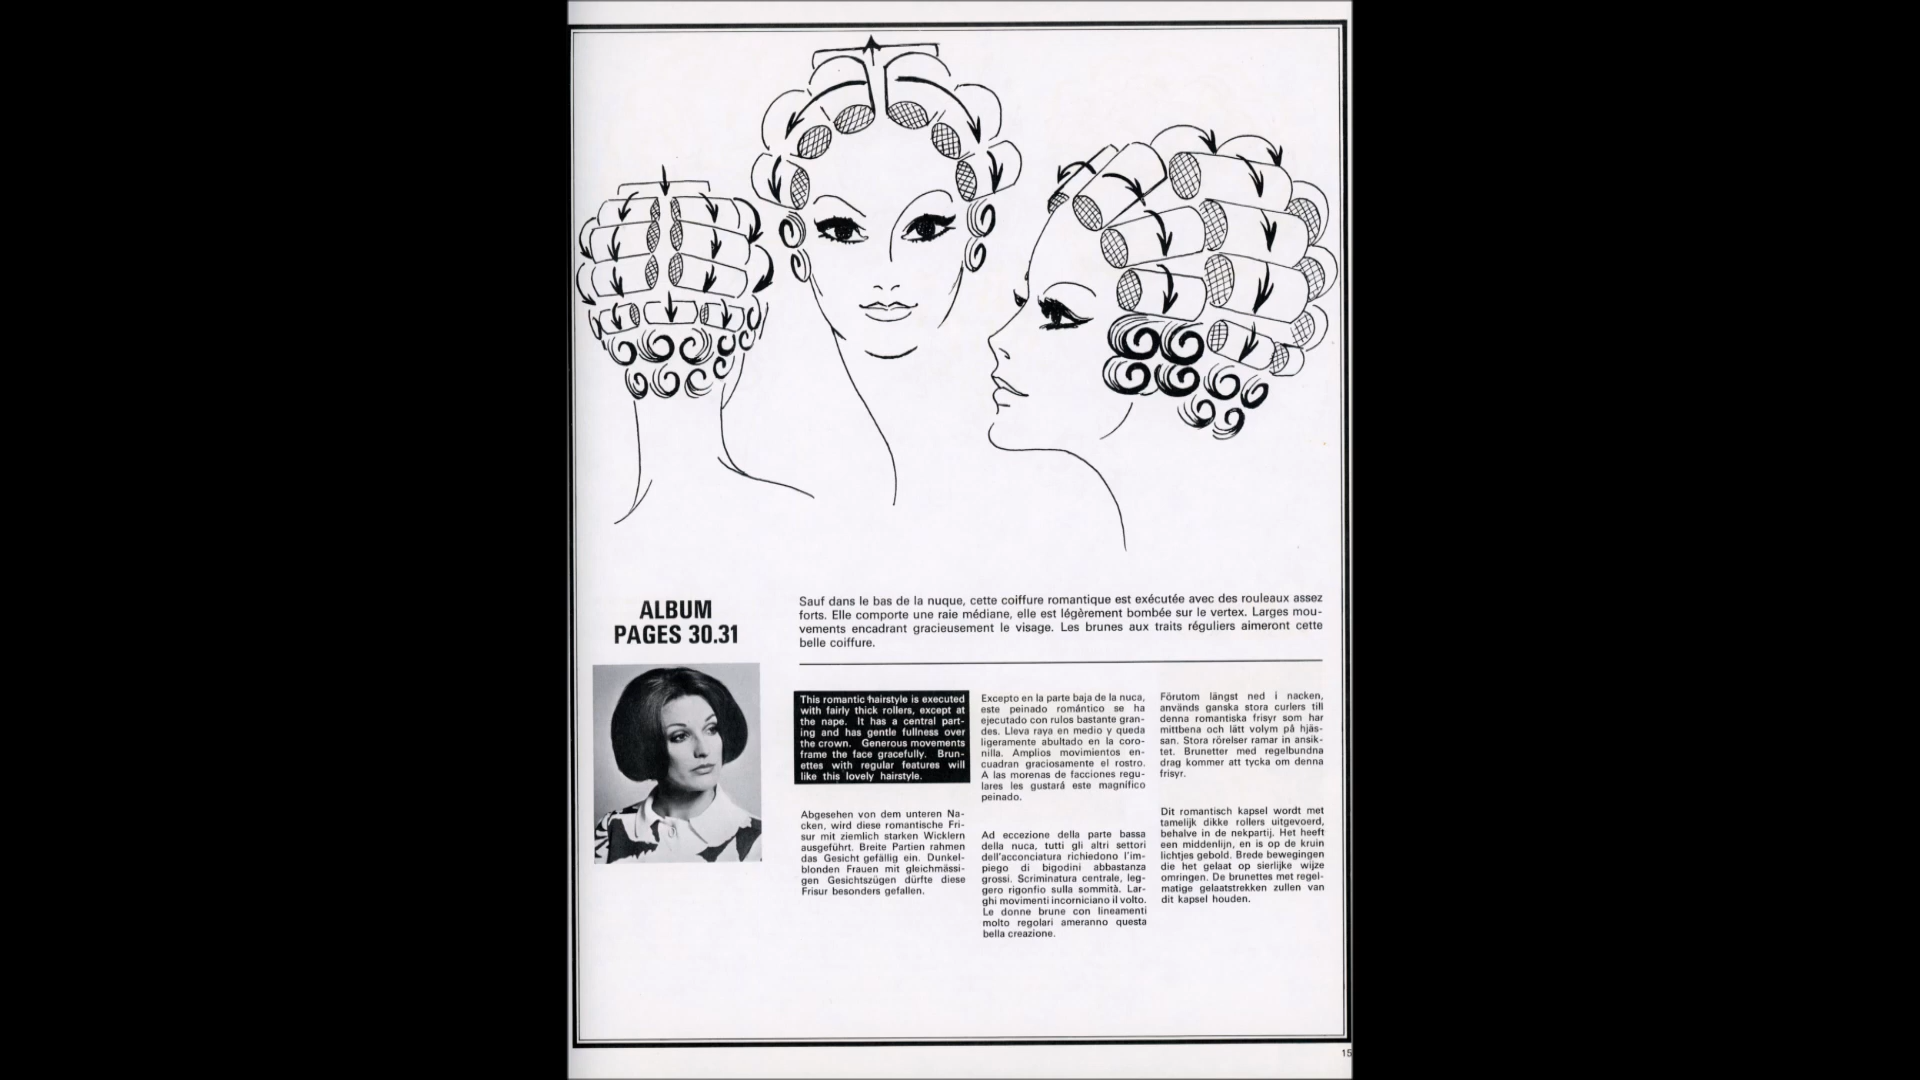 ALBUM
PAGES 30.31
Sauf dans le bas de la nuque, cette coiffure romantique est exécutée avec des rouleaux assez
forts. Elle comporte une raie médiane, elle est légèrement bombée sur le vertex. Larges mou-
vements encadrant gracieusement le visage. Les brunes aux traits réguliers aimeront cette
belle coiffure.
This romantic hairstyle is executed
with fairly thick rollers, except at
the nape. It has a central part-
ing and has gentle fullness over
the crown. Generous movements
frame the face gracefully. Brun-
ettes with regular features will
like this lovely hairstyle.
Abgesehen von dem unteren Na-
cken, wird diese romantische Fri-
sur mit ziemlich starken Wicklern
ausgeführt. Breite Partien rahmen
das Gesicht gefällig ein. Dunkel-
blonden Frauen mit gleichmässi-
gen Gesichtszügen dürfte diese
Frisur besonders gefallen.
Excepto en la parte baja de la nuca,
este peinado romántico se ha
ejecutado con rulos bastante gran-
des. Lleva raya en medio y queda
ligeramente abultado en la coro-
nilla. Amplios movimientos en-
cuadran graciosamente el rostro.
A las morenas de facciones regu-
lares les gustará este magnífico
peinado.
Ad eccezione della parte bassa
della nuca, tutti gli altri settori
dell'acconciatura richiedono l'im-
piego di bigodini abbastanza
grossi. Scriminatura centrale, leg-
gero rigonfio sulla sommità. Lar-
ghi movimenti incorniciano il volto.
Le donne brune con lineamenti
molto regolari ameranno questa
bella creazione.
Förutom längst ned i nacken,
används ganska stora curlers till
denna romantiska frisyr som har
mittbena och lätt volym på hjäs-
san. Stora rörelser ramar in ansik-
tet. Brunetter med regelbundna
drag kommer att tycka om denna
frisyr.
Dit romantisch kapsel wordt met
tamelijk dikke rollers uitgevoerd,
behalve in de nekpartij. Het heeft
een middenlijn, en is op de kruin
lichtjes gebold. Brede bewegingen
die het gelaat op sierlijke wijze
omringen. De brunettes met regel-
matige gelaatstrekken zullen van
dit kapsel houden.
15